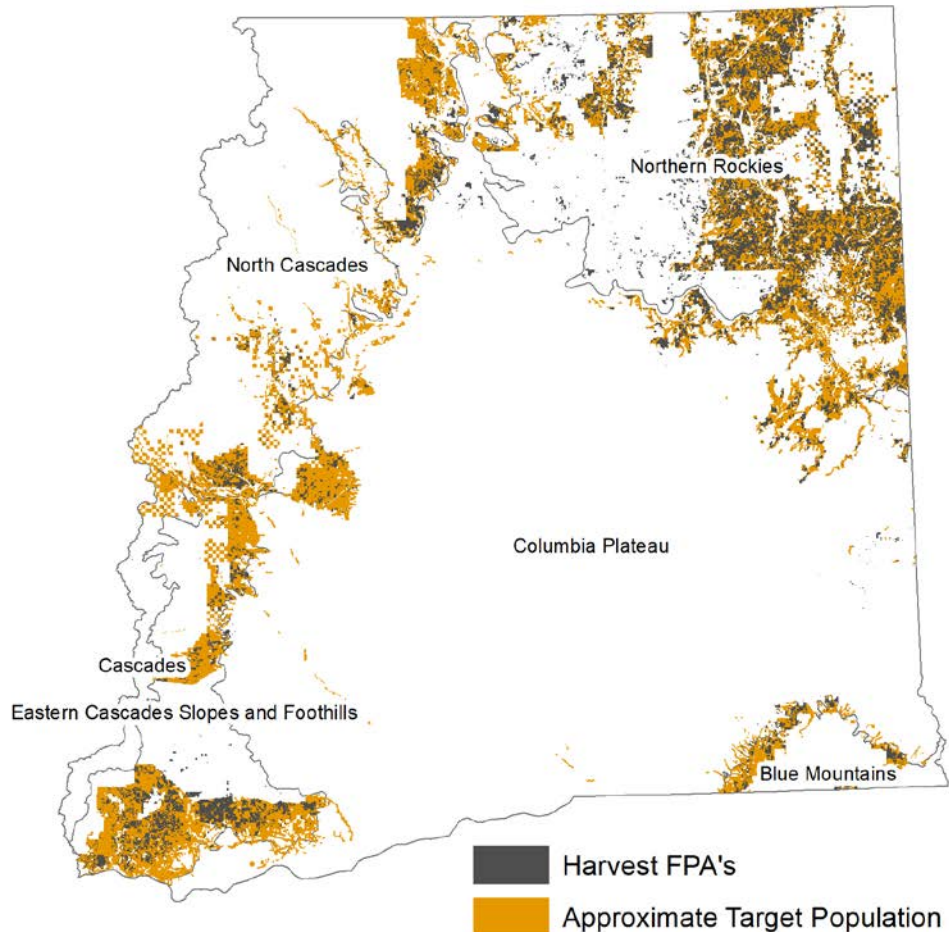 Northern Rockies
North Cascades
Columbia Plateau
Cascades
Eastern Cascades Slopes and Foothills
Blue Mountains
Harvest FPA's
Approximate Target Population